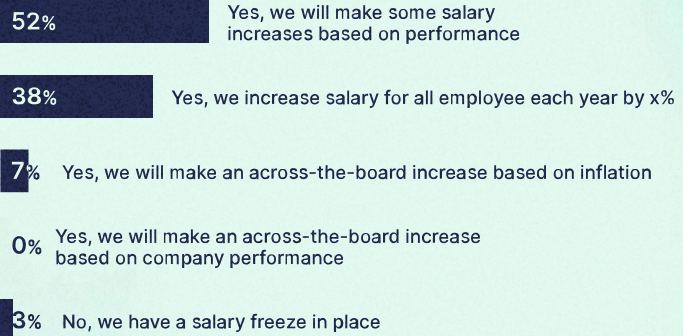 52% Yes, we will make some salary
increases based on performance
38% Yes, we increase salary for all employee each year by x%
7% Yes, we will make an across-the-board increase based on inflation
0% Yes, we will make an across-the-board increase
based on company performance
3% No, we have a salary freeze in place